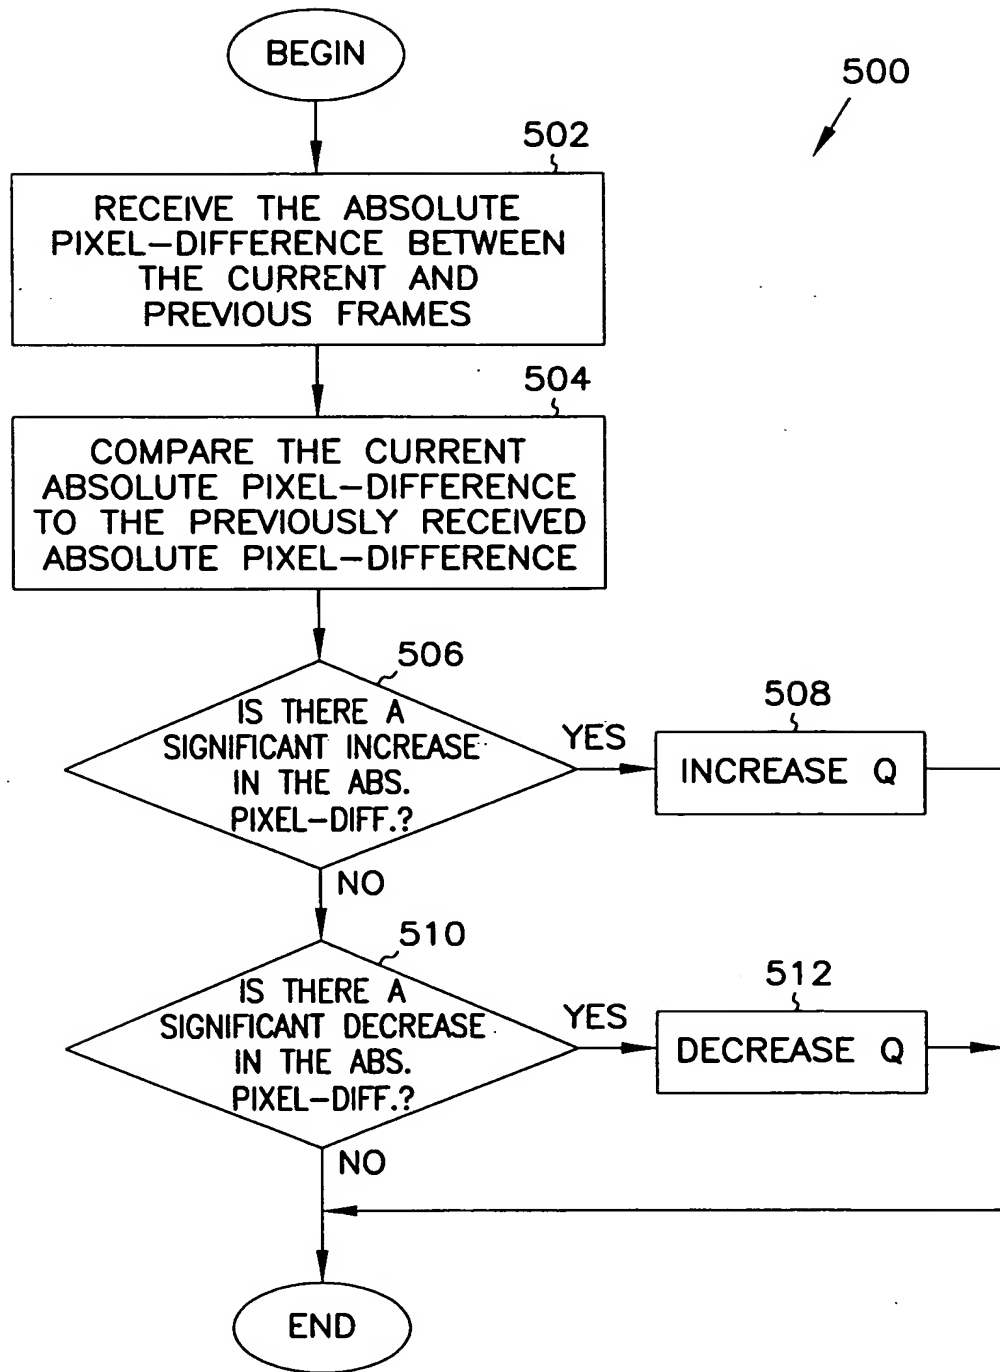 BEGIN
500
502
RECEIVE THE ABSOLUTE
PIXEL-DIFFERENCE BETWEEN
THE CURRENT AND
PREVIOUS FRAMES
504
COMPARE THE CURRENT
ABSOLUTE PIXEL-DIFFERENCE
TO THE PREVIOUSLY RECEIVED
ABSOLUTE PIXEL-DIFFERENCE
506
IS THERE A
SIGNIFICANT INCREASE
IN THE ABS.
PIXEL-DIFF.?
YES
508
INCREASE Q
NO
510
IS THERE A
SIGNIFICANT DECREASE
IN THE ABS.
PIXEL-DIFF.?
YES
512
DECREASE Q
NO
END